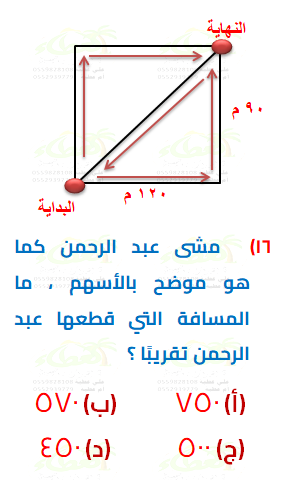 النهاية
٩٠ م
١٢٠ م
البداية
١٦) مشى عبد الرحمن كما
هو موضح بالأسهم ، ما
المسافة التي قطعها عبد
الرحمن تقريبًا ؟
(أ) ٧٥٠ (ب) ٥٧٠
(ج) ٥٠٠ (د) ٤٥٠